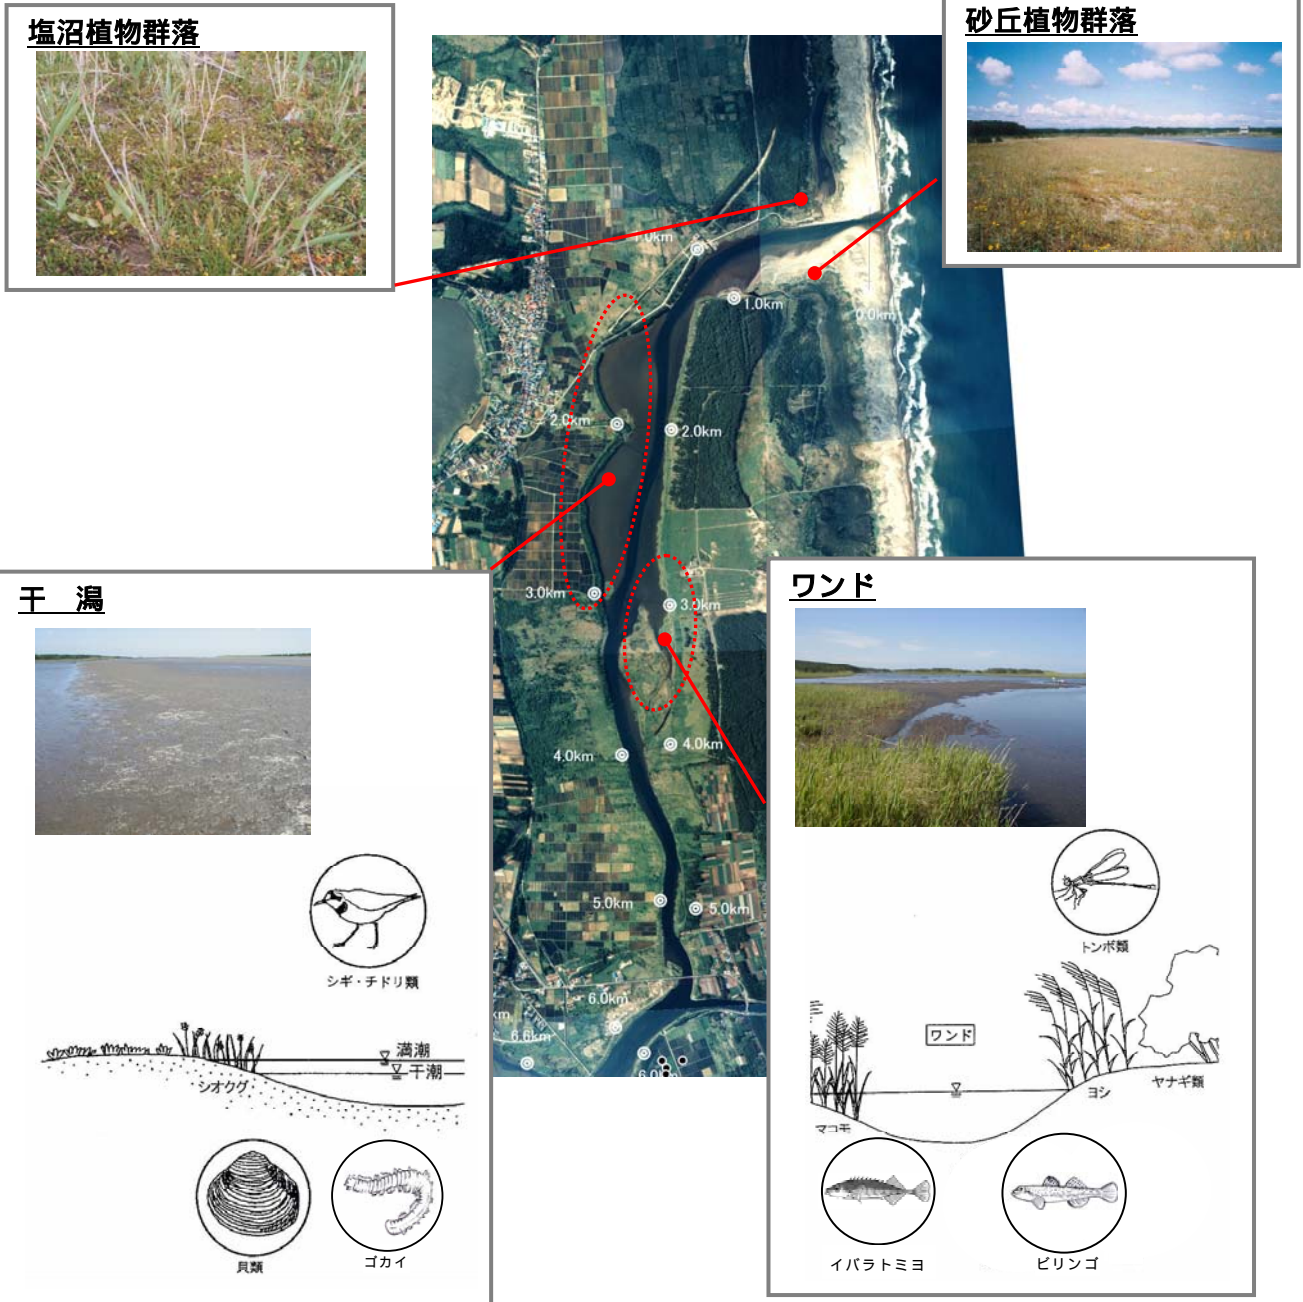 塩沼植物群落
砂丘植物群落
1.0km
0.0km
2.0km
2.0km
干 潟
3.0km
ワンド
3.0km
4.0km
4.0km
5.0km
5.0km
6.0km
6.6km
シギ・チドリ類
満潮
干潮
シオクグ
貝類
ゴカイ
トンボ類
ワンド
ヨシ
ヤナギ類
マコモ
イバラトミヨ
ビリンゴ